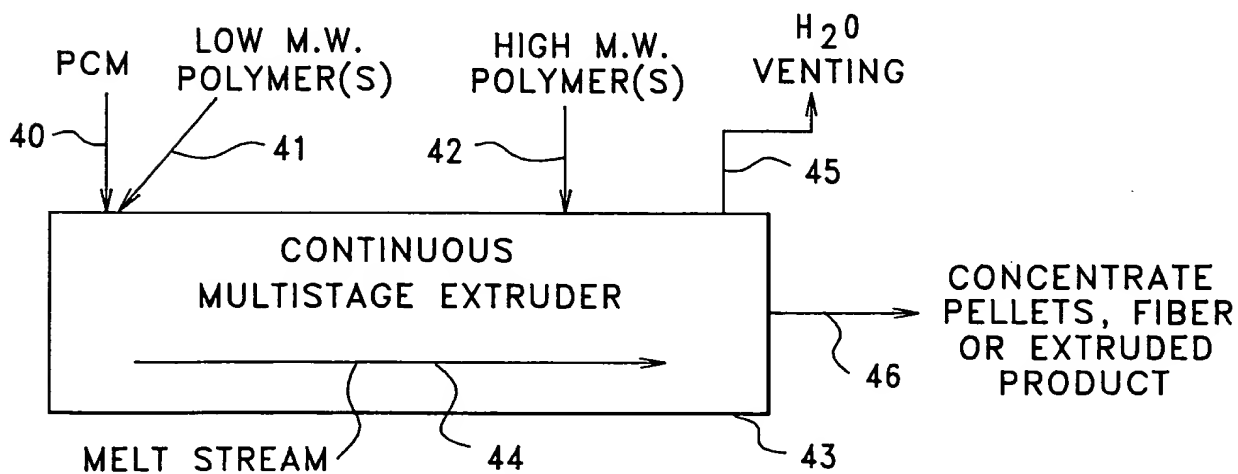 PCM
LOW M.W.
POLYMER(S)
HIGH M.W.
POLYMER(S)
H2O
VENTING
40
41
42
45
CONTINUOUS
MULTISTAGE EXTRUDER
CONCENTRATE
PELLETS, FIBER
OR EXTRUDED
PRODUCT
46
MELT STREAM
44
43